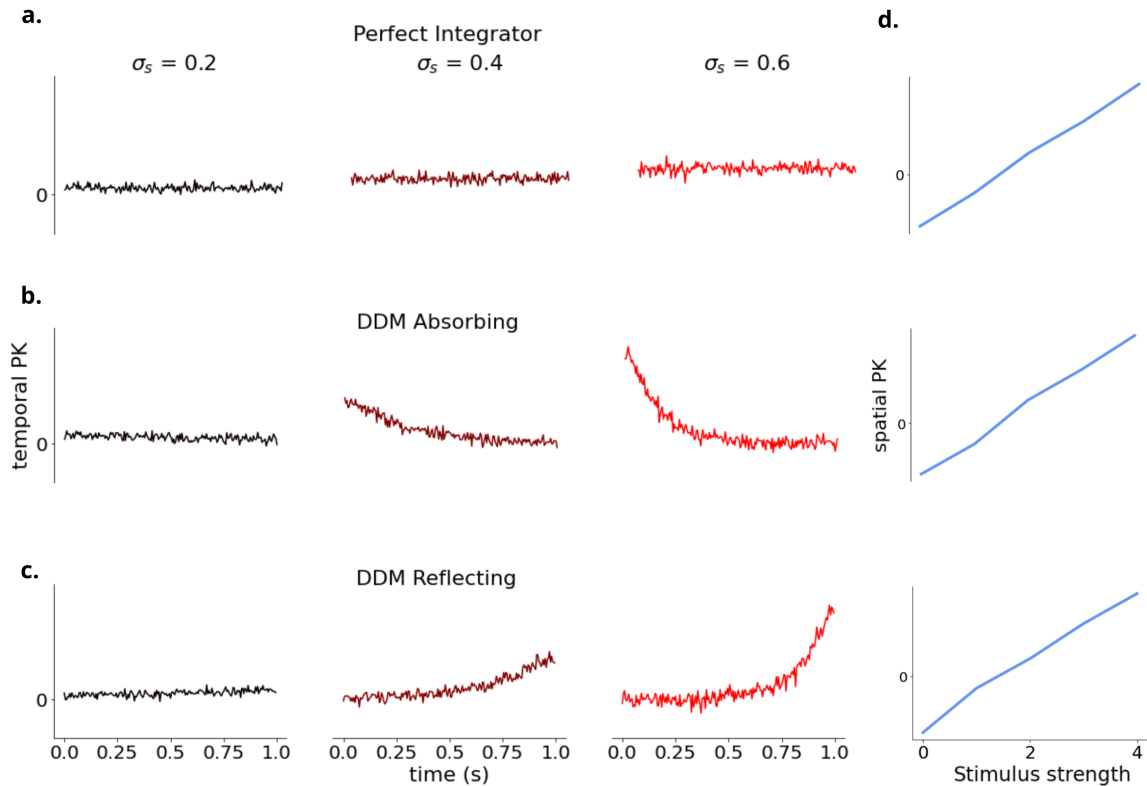 a.
Perfect Integrator
d.
σs = 0.2
σs = 0.4
σs = 0.6
0
0
b.
DDM Absorbing
temporal PK
0
spatial PK
0
c.
DDM Reflecting
0
0
0.0 0.25 0.5 0.75 1.0
0.0 0.25 0.5 0.75 1.0
0.0 0.25 0.5 0.75 1.0
0 2 4
time (s)
Stimulus strength